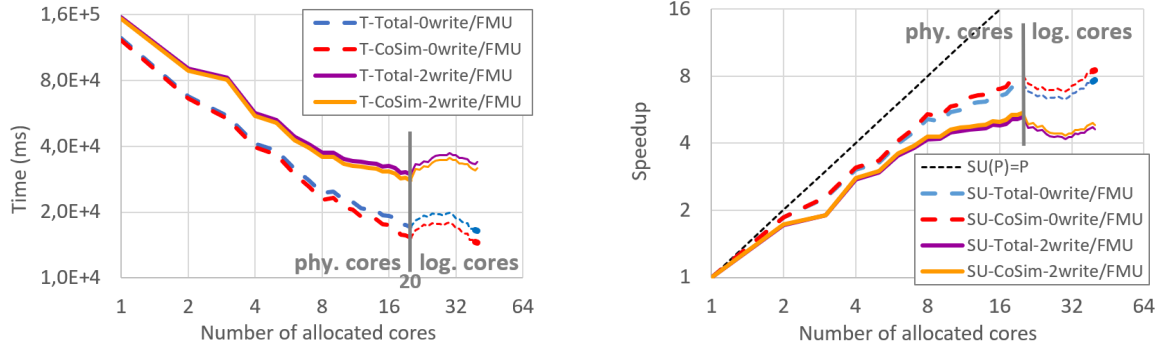 1,6E+5
8,0E+4
4,0E+4
2,0E+4
1,0E+4
Time (ms)
T-Total-0write/FMU
T-CoSim-0write/FMU
T-Total-2write/FMU
T-CoSim-2write/FMU
phy. cores log. cores
20
1 2 4 8 16 32 64
Number of allocated cores
16
8
4
2
1
Speedup
phy. cores log. cores
SU(P)=P
SU-Total-0write/FMU
SU-CoSim-0write/FMU
SU-Total-2write/FMU
SU-CoSim-2write/FMU
1 2 4 8 16 32 64
Number of allocated cores